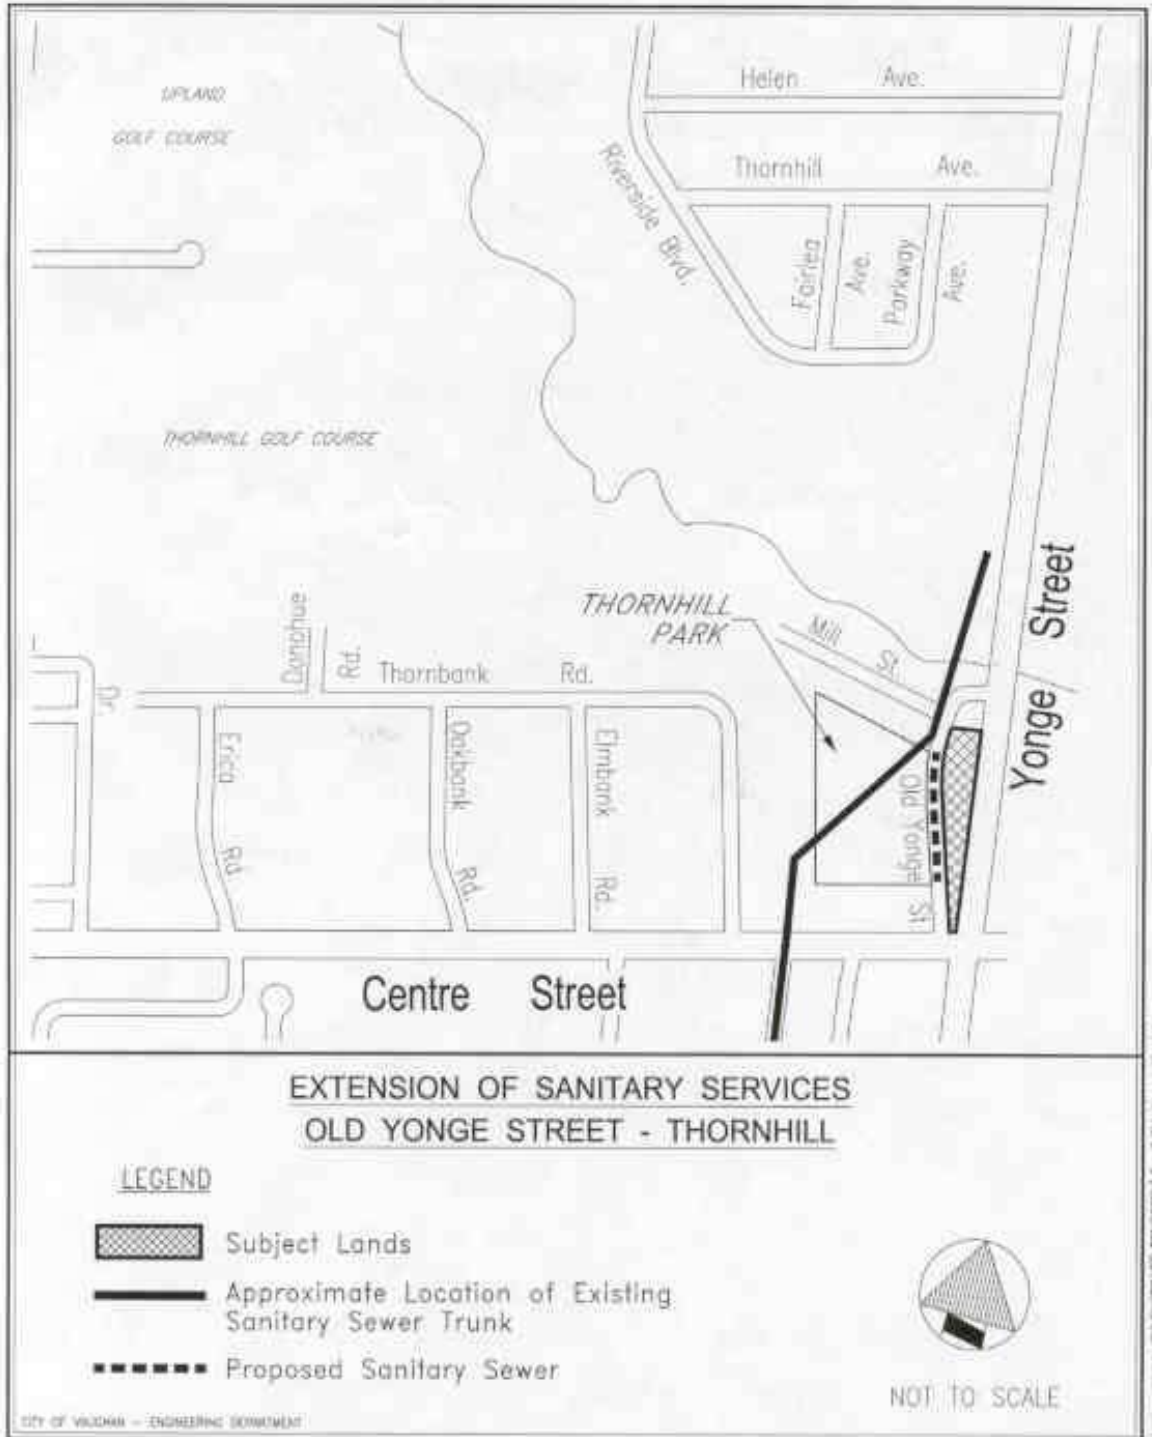 UPLAND
GOLF COURSE
Helen Ave.
Thornhill Ave.
Riverside Blvd.
Fairlea Ave.
Parkway Ave.
THORNHILL GOLF COURSE
Yonge Street
THORNHILL
PARK
Mill St.
Donohue Rd.
Thornbank Rd.
Dr.
Erica Rd.
Oakbank Rd.
Elmbank Rd.
Old Yonge St.
Centre Street
EXTENSION OF SANITARY SERVICES
OLD YONGE STREET - THORNHILL
LEGEND
Subject Lands
Approximate Location of Existing
Sanitary Sewer Trunk
Proposed Sanitary Sewer
NOT TO SCALE
CITY OF VAUGHAN - ENGINEERING DEPARTMENT